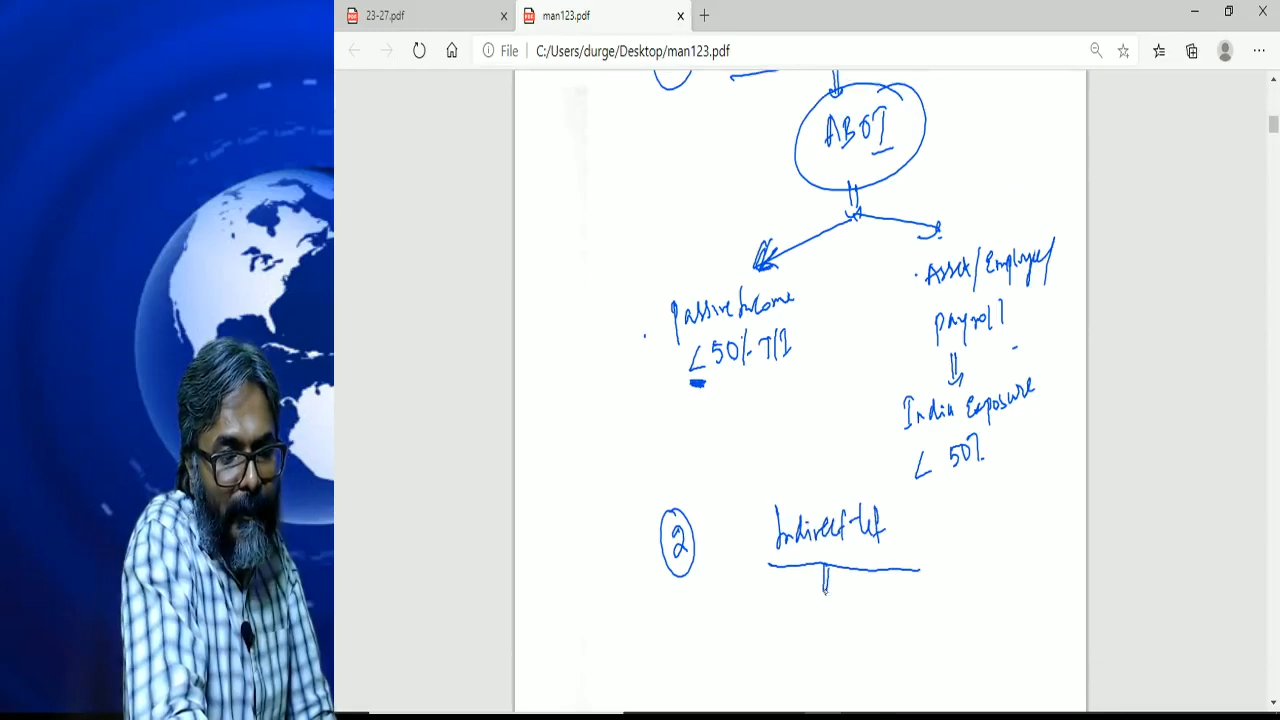 23-27.pdf
man123.pdf
File C:/Users/durge/Desktop/man123.pdf
ABOI
Passive Income
< 50% T/I
Asset/Employee/
payroll
India Exposure
< 50%
2
Indirect-tf